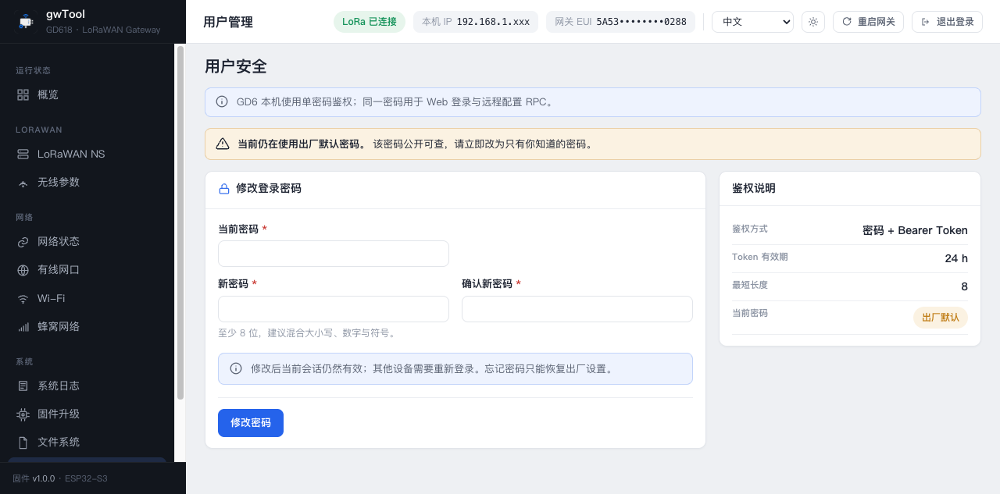 gwTool
GD618 · LoRaWAN Gateway
用户管理
LoRa 已连接
本机 IP 192.168.1.xxx
网关 EUI 5A53••••••••0288
中文
重启网关
退出登录
运行状态
概览
LORAWAN
LoRaWAN NS
无线参数
网络
网络状态
有线网口
Wi-Fi
蜂窝网络
系统
系统日志
固件升级
文件系统
固件 v1.0.0 · ESP32-S3
用户安全
GD6 本机使用单密码鉴权；同一密码用于 Web 登录与远程配置 RPC。
当前仍在使用出厂默认密码。 该密码公开可查，请立即改为只有你知道的密码。
修改登录密码
当前密码 *
新密码 *
确认新密码 *
至少 8 位，建议混合大小写、数字与符号。
修改后当前会话仍然有效；其他设备需要重新登录。忘记密码只能恢复出厂设置。
修改密码
鉴权说明
鉴权方式 密码 + Bearer Token
Token 有效期 24 h
最短长度 8
当前密码 出厂默认